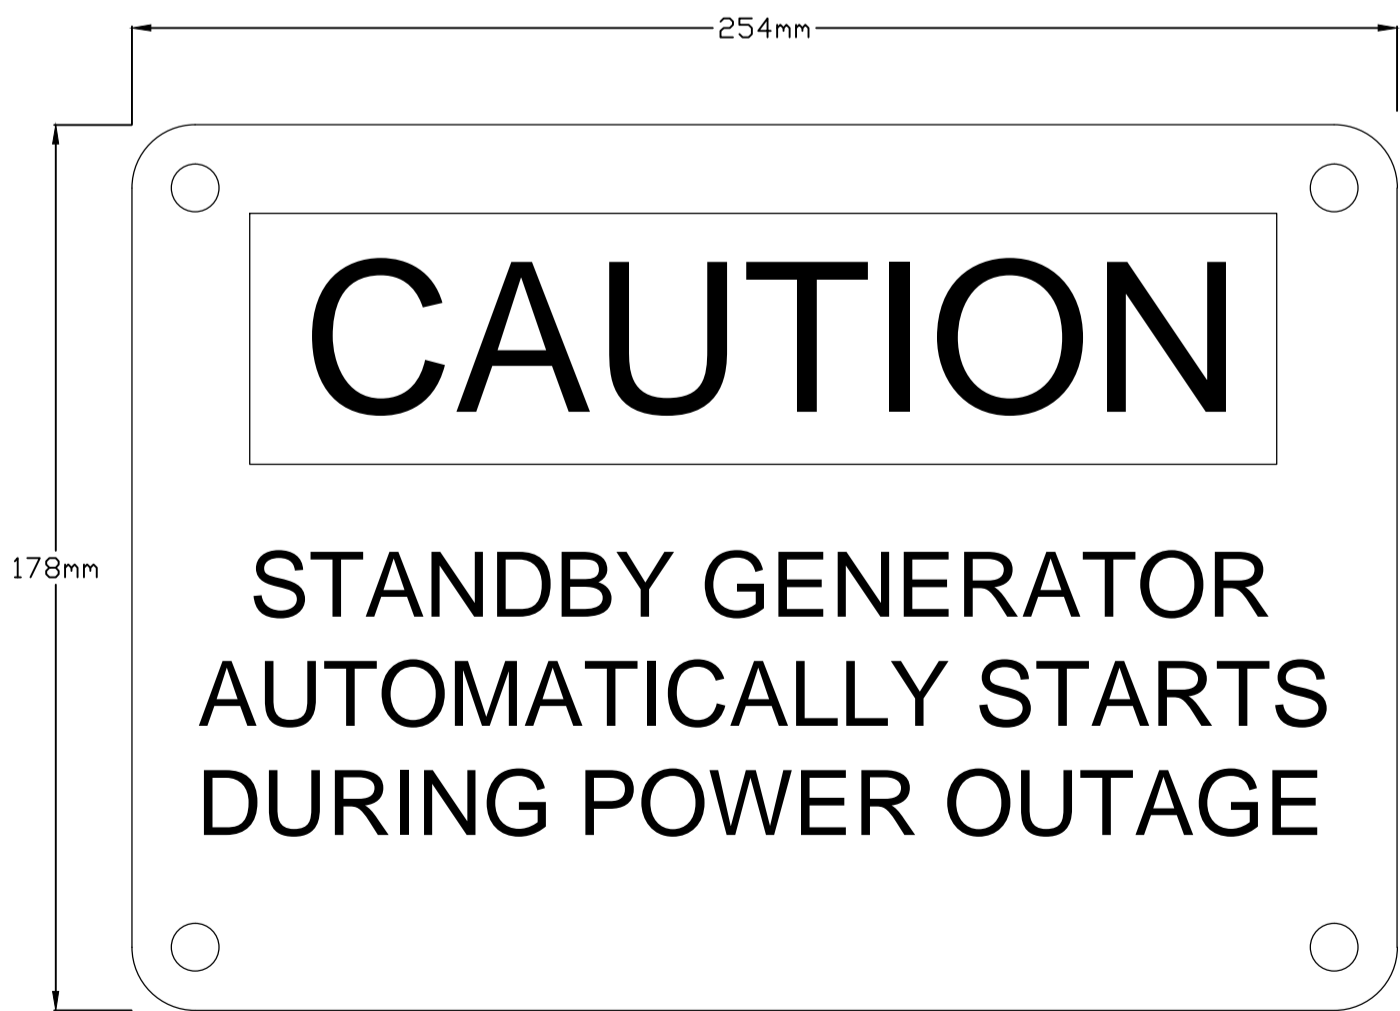 254mm
CAUTION
178mm
STANDBY GENERATOR
AUTOMATICALLY STARTS
DURING POWER OUTAGE